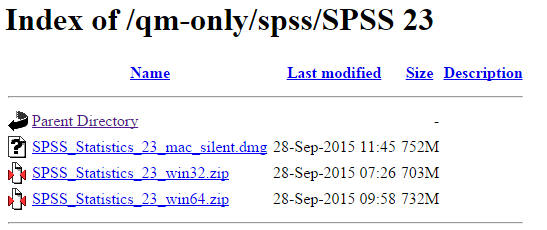 Index of /qm-only/spss/SPSS 23
Name Last modified Size Description
Parent Directory -
SPSS_Statistics_23_mac_silent.dmg 28-Sep-2015 11:45 752M
SPSS_Statistics_23_win32.zip 28-Sep-2015 07:26 703M
SPSS_Statistics_23_win64.zip 28-Sep-2015 09:58 732M